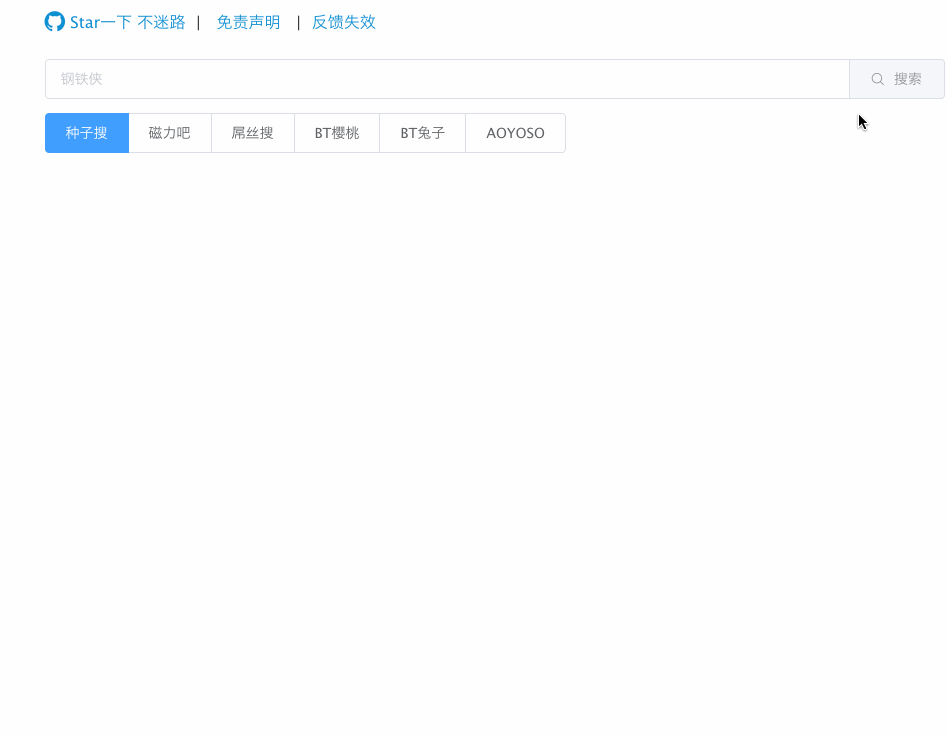 Star一下 不迷路 | 免责声明 | 反馈失效
钢铁侠 搜索
种子搜 磁力吧 屌丝搜 BT樱桃 BT兔子 AOYOSO